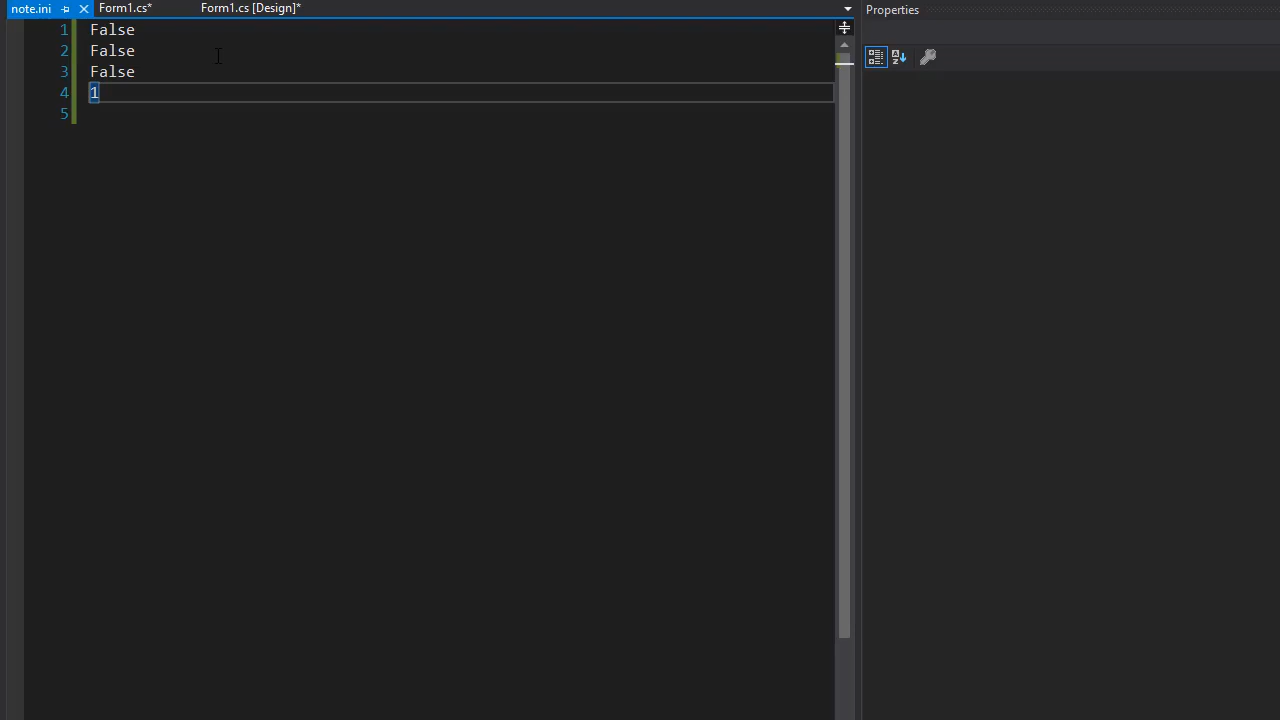 note.ini Form1.cs* Form1.cs [Design]* Properties
1 False
2 False
3 False
4 1
5